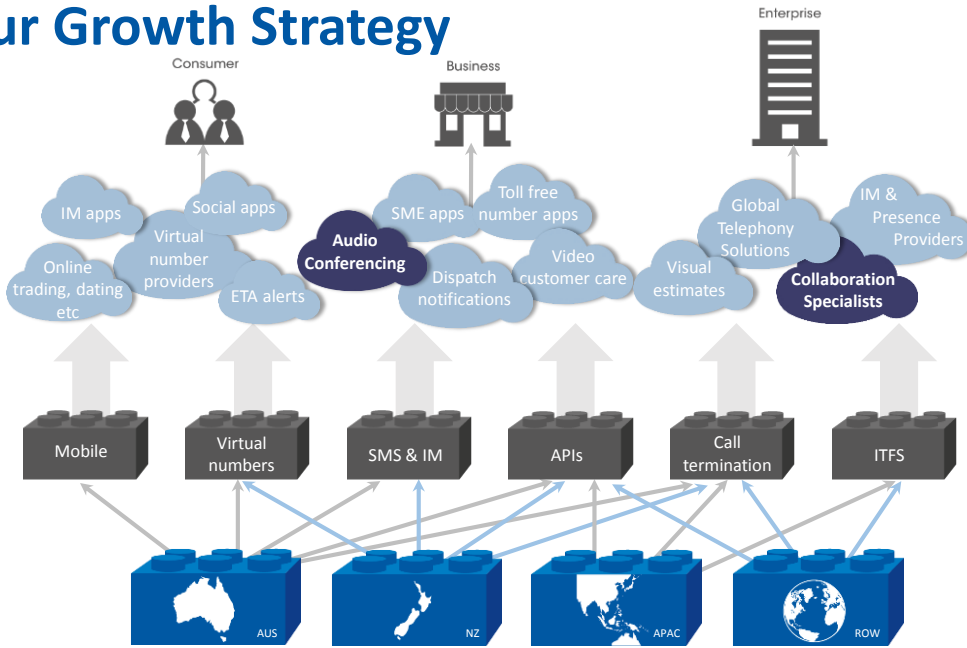 ur Growth Strategy
Consumer
Business
Enterprise
IM apps
Social apps
Virtual
number
providers
Online
trading, dating
etc
ETA alerts
SME apps
Toll free
number apps
Audio
Conferencing
Dispatch
notifications
Video
customer care
Global
Telephony
Solutions
IM &
Presence
Providers
Visual
estimates
Collaboration
Specialists
Mobile
Virtual
numbers
SMS & IM
APIs
Call
termination
ITFS
AUS
NZ
APAC
ROW